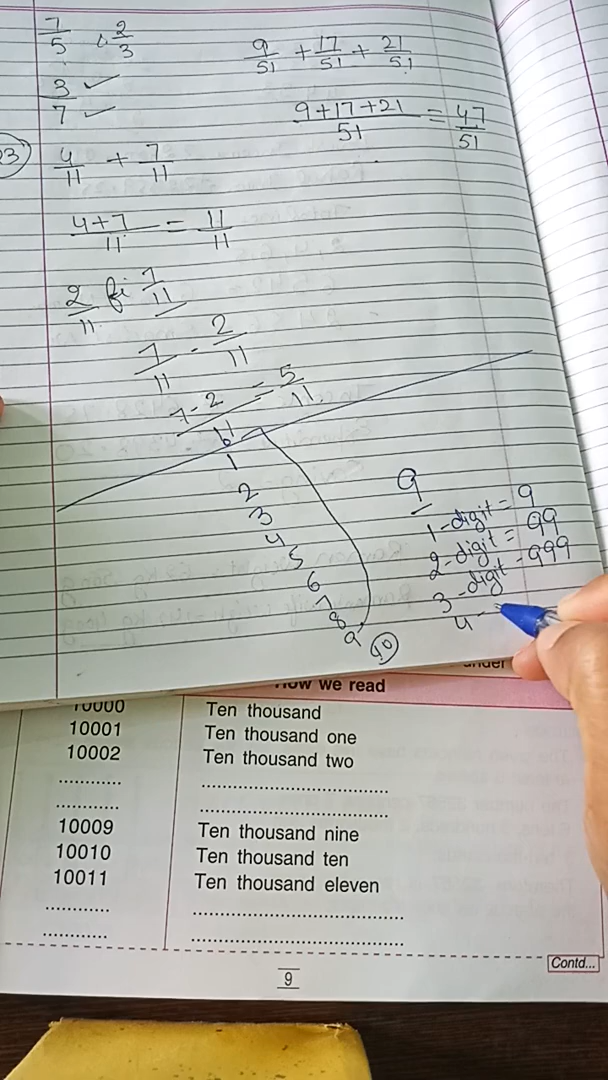 7/5 , 2/3
3/7 ✓ ✓
9/51 + 17/51 + 21/51
9+17+21/51 = 47/51
23
4/11 + 7/11
4+7/11 = 11/11
2/11 fi 7/11
7/11 - 2/11
7-2/11 = 5/11
0
1
2
3
4
5
6
7
8
9
10
9
1-digit = 9
2-digit = 99
3-digit - 999
4-
under
How we read
10000 Ten thousand
10001 Ten thousand one
10002 Ten thousand two
............ ....................................
............ ....................................
10009 Ten thousand nine
10010 Ten thousand ten
10011 Ten thousand eleven
............ ....................................
............ ....................................
Contd...
9